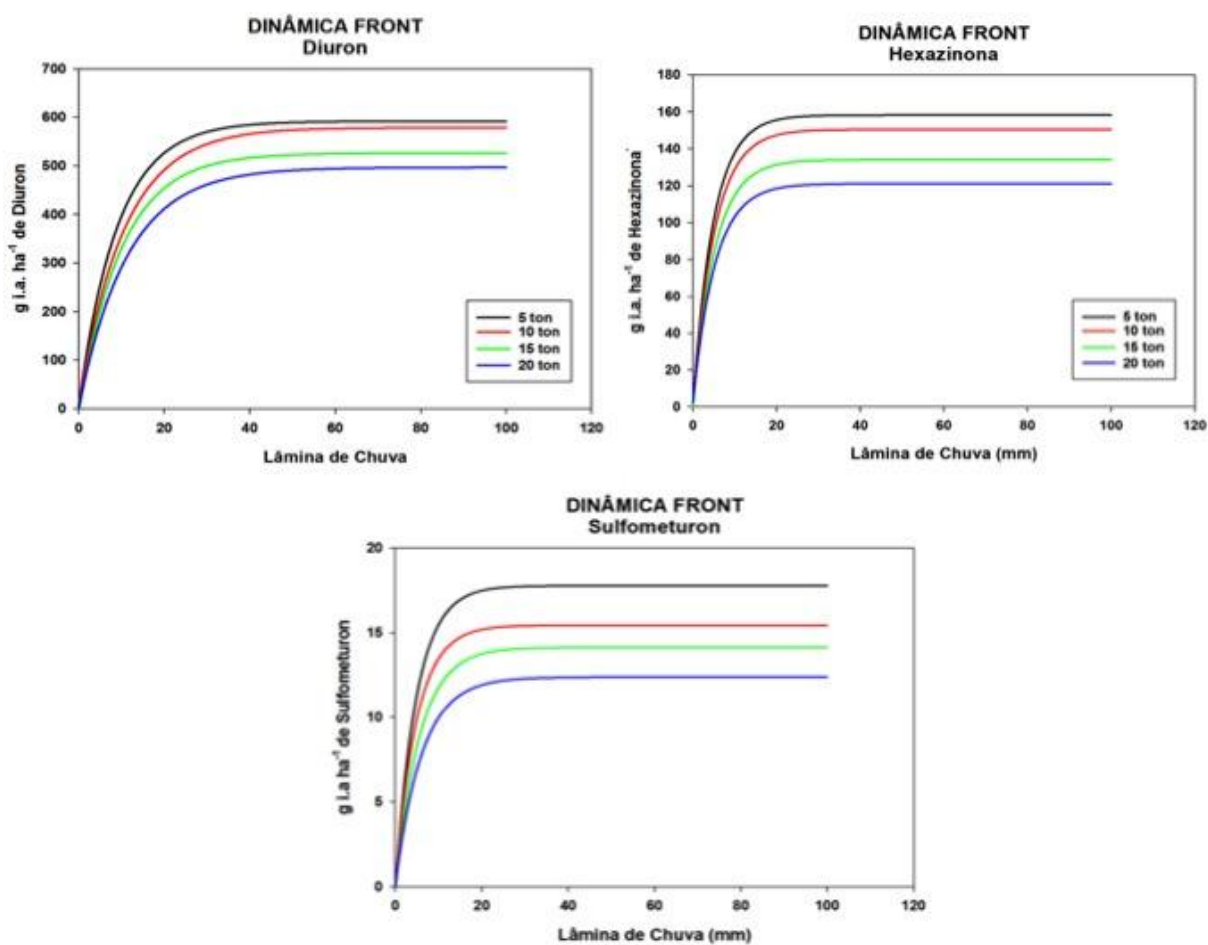 DINÂMICA FRONT
Diuron
g i.a. ha⁻¹ de Diuron
700
600
500
400
300
200
100
0
5 ton
10 ton
15 ton
20 ton
0 20 40 60 80 100 120
Lâmina de Chuva
DINÂMICA FRONT
Hexazinona
g i.a. ha⁻¹ de Hexazinona
180
160
140
120
100
80
60
40
20
0
5 ton
10 ton
15 ton
20 ton
0 20 40 60 80 100 120
Lâmina de Chuva (mm)
DINÂMICA FRONT
Sulfometuron
g i.a ha⁻¹ de Sulfometuron
20
15
10
5
0
0 20 40 60 80 100 120
Lâmina de Chuva (mm)